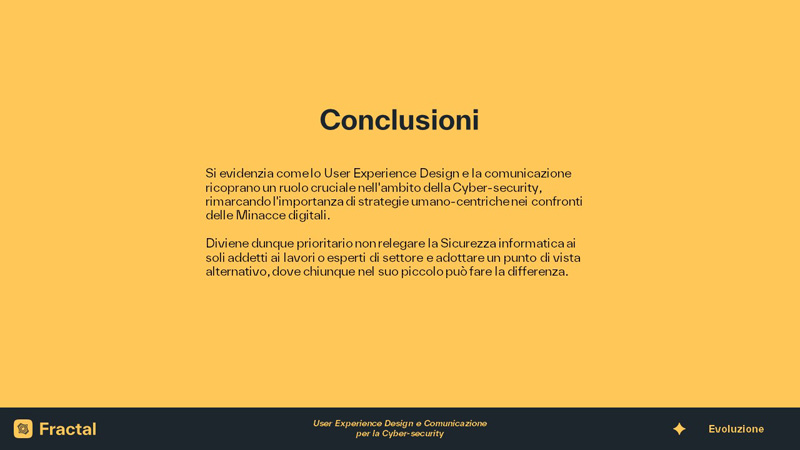 Conclusioni
Si evidenzia come lo User Experience Design e la comunicazione
ricoprano un ruolo cruciale nell'ambito della Cyber-security,
rimarcando l'importanza di strategie umano-centriche nei confronti
delle Minacce digitali.
Diviene dunque prioritario non relegare la Sicurezza informatica ai
soli addetti ai lavori o esperti di settore e adottare un punto di vista
alternativo, dove chiunque nel suo piccolo può fare la differenza.
Fractal
User Experience Design e Comunicazione
per la Cyber-security
Evoluzione